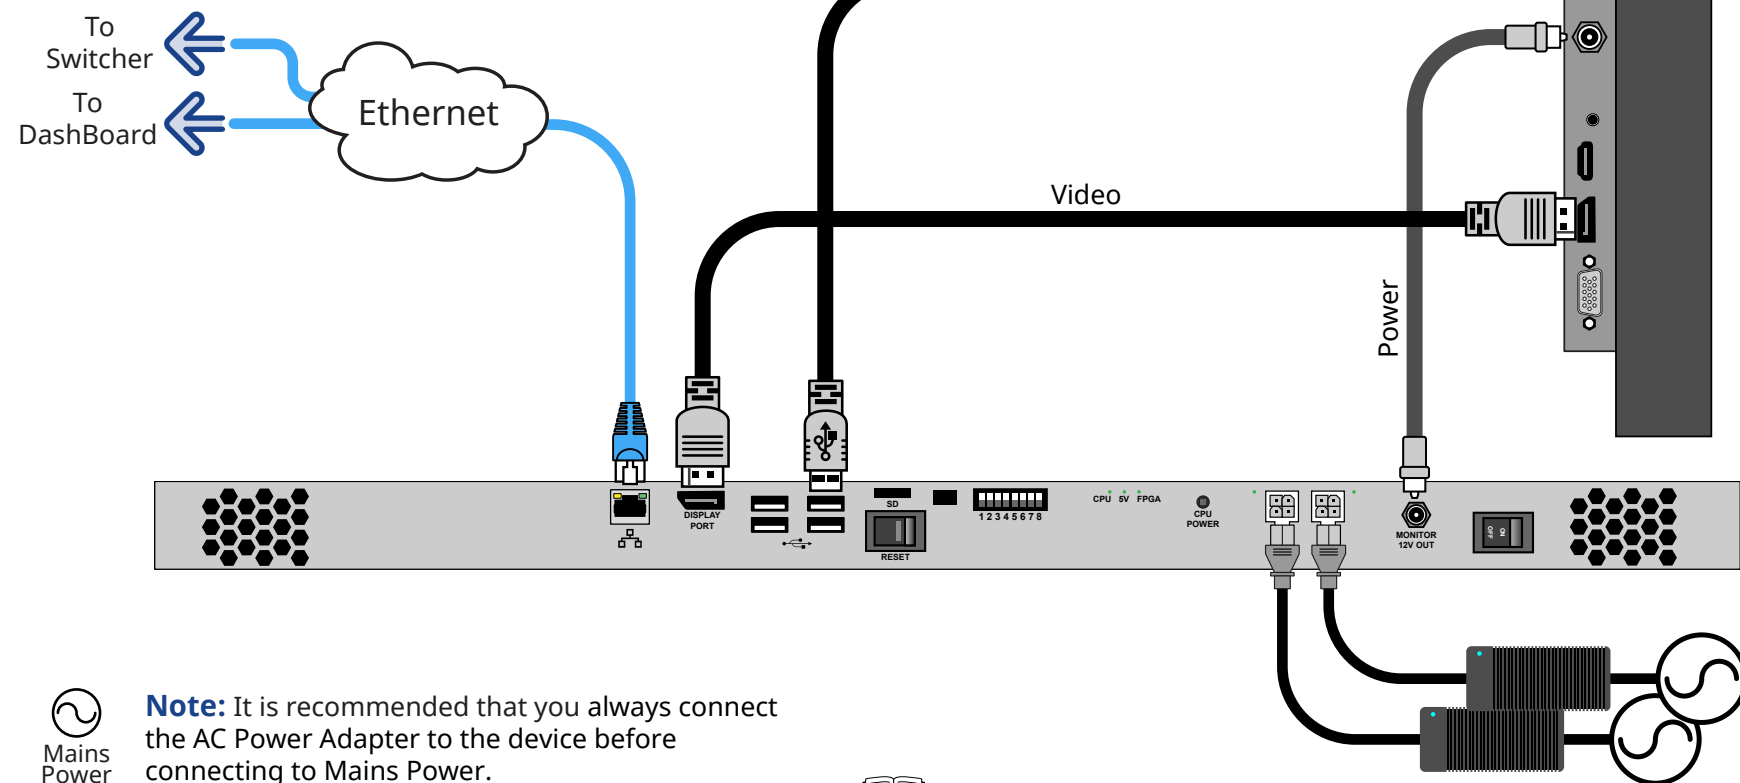 To
Switcher
To
DashBoard
Ethernet
Video
Power
DISPLAY
PORT
SD
RESET
1 2 3 4 5 6 7 8
CPU 5V FPGA
CPU
POWER
MONITOR
12V OUT
ON
OFF
Mains
Power
Note: It is recommended that you always connect
the AC Power Adapter to the device before
connecting to Mains Power.